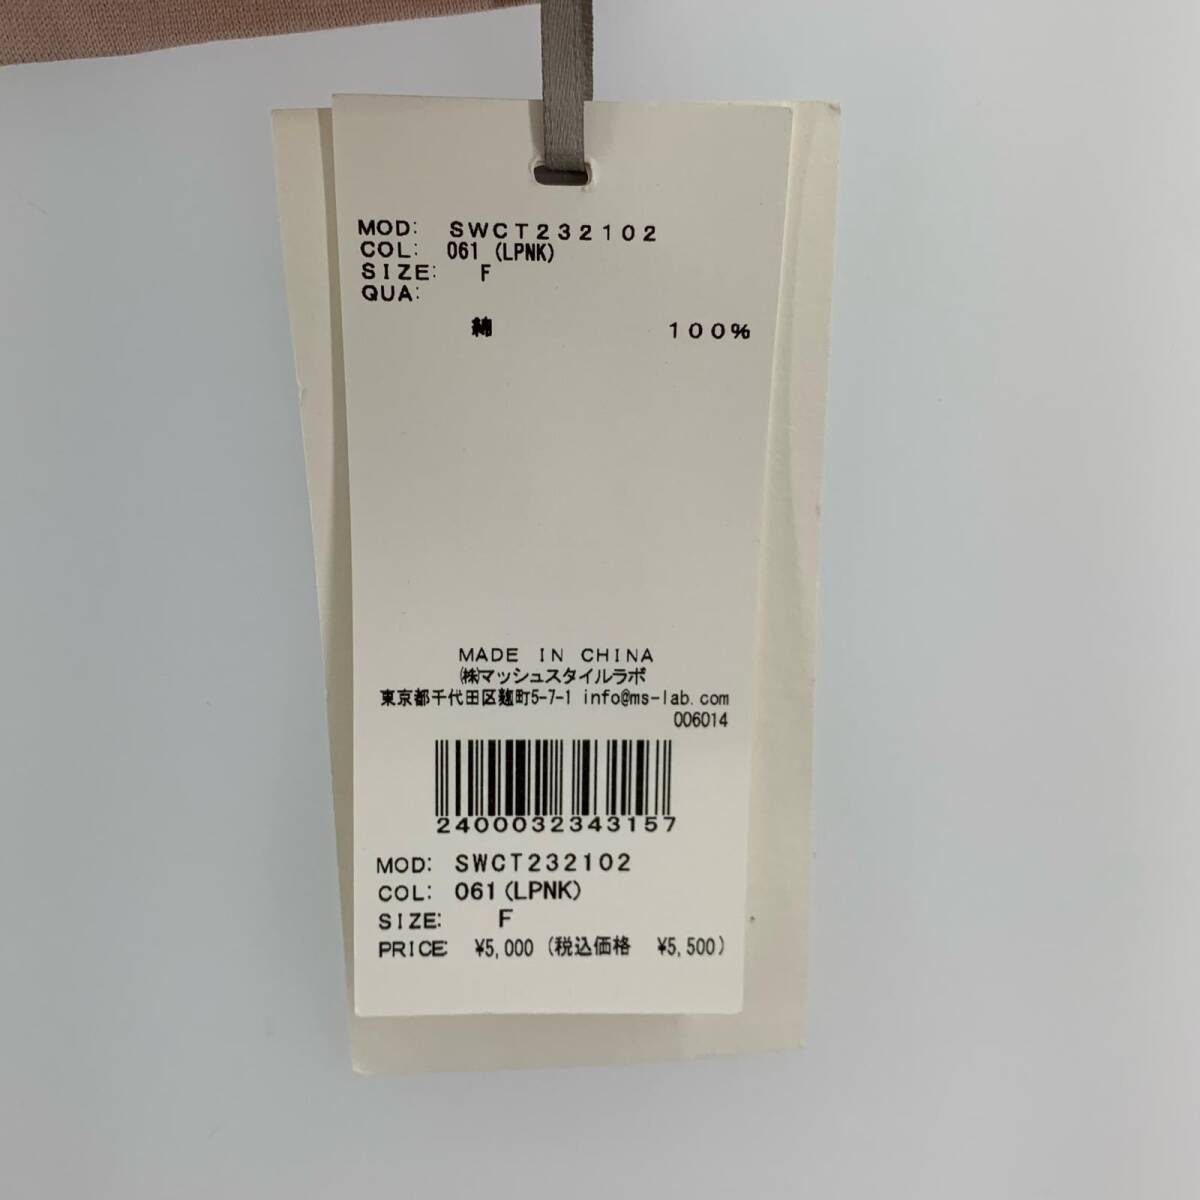 MOD: SWCT232102
COL: 061 (LPNK)
SIZE: F
QUA:
綿 100%
MADE IN CHINA
㈱マッシュスタイルラボ
東京都千代田区麹町5-7-1 info@ms-lab.com
006014
2400032343157
MOD: SWCT232102
COL: 061(LPNK)
SIZE: F
PRICE: ¥5,000 (税込価格 ¥5,500)